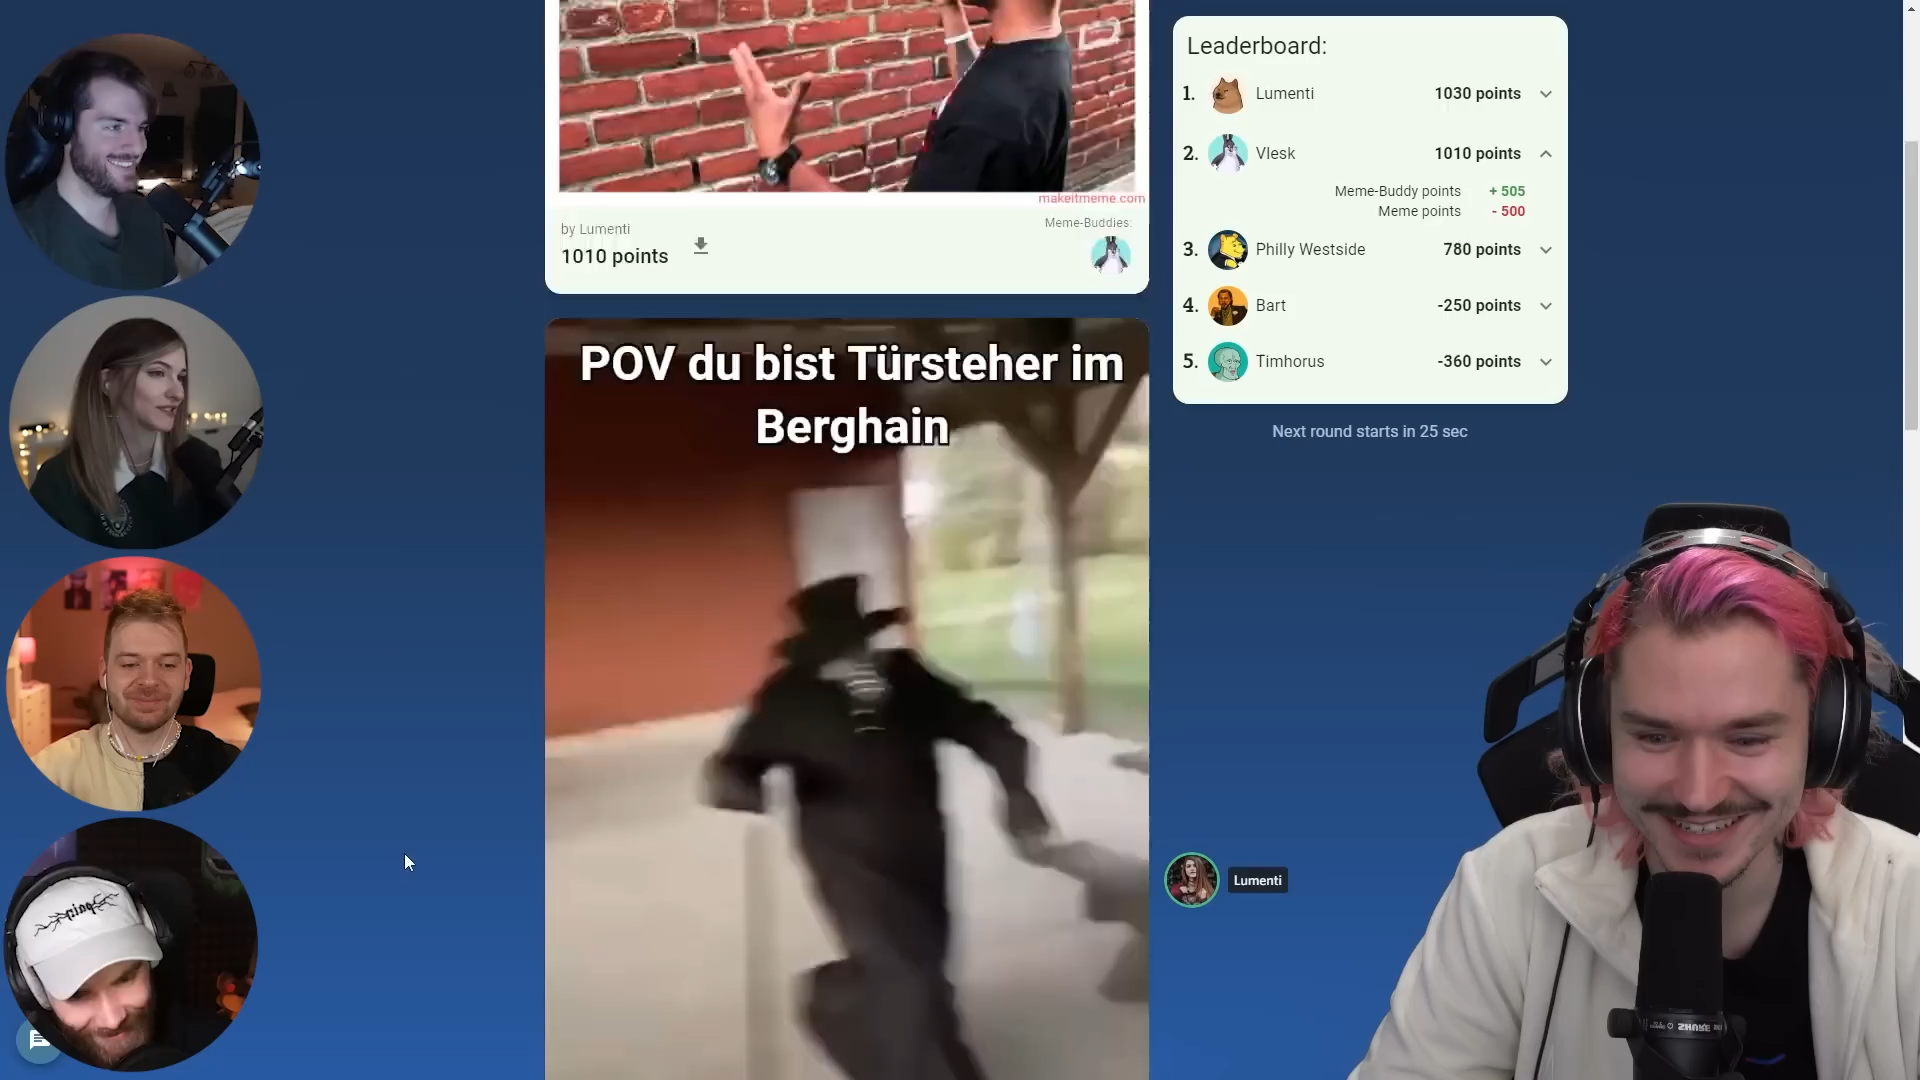 makeitmeme.com
by Lumenti
1010 points
Meme-Buddies:
POV du bist Türsteher im
Berghain
Leaderboard:
1. Lumenti 1030 points
2. Vlesk 1010 points
Meme-Buddy points + 505
Meme points - 500
3. Philly Westside 780 points
4. Bart -250 points
5. Timhorus -360 points
Next round starts in 25 sec
Lumenti
SHURE